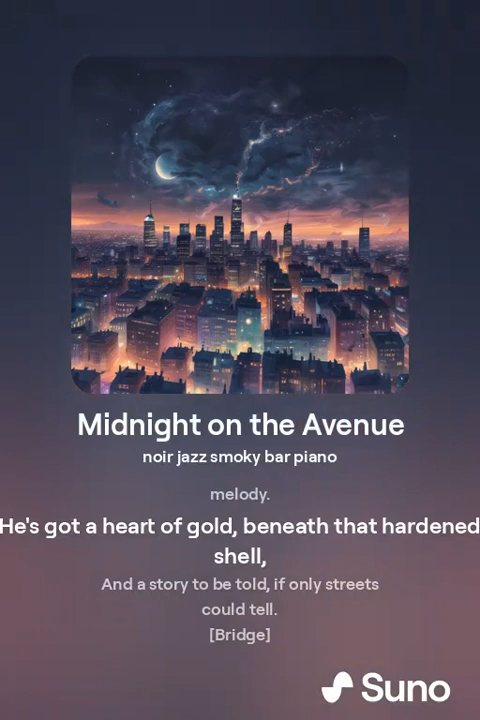 Midnight on the Avenue
noir jazz smoky bar piano
melody.
He's got a heart of gold, beneath that hardened
shell,
And a story to be told, if only streets
could tell.
[Bridge]
Suno